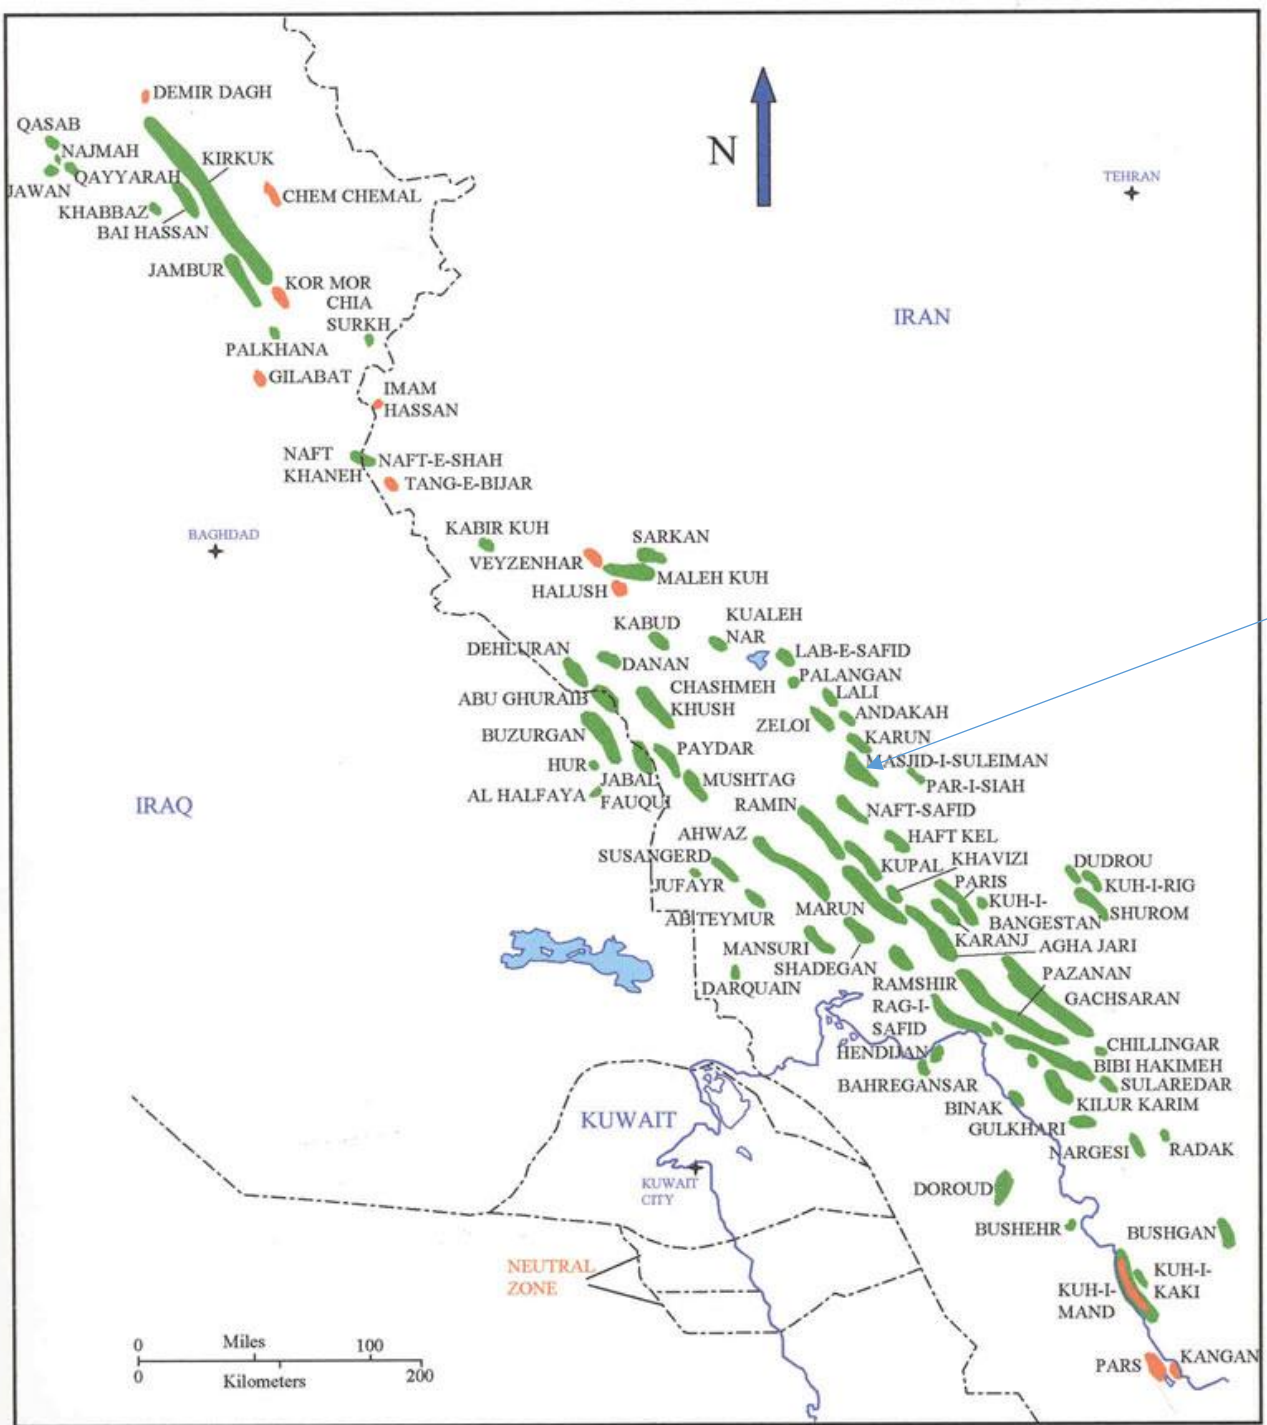 DEMIR DAGH
QASAB
NAJMAH
KIRKUK
QAYYARAH
JAWAN
CHEM CHEMAL
KHABBAZ
BAI HASSAN
JAMBUR
KOR MOR
CHIA
SURKH
PALKHANA
GILABAT
IMAM
HASSAN
NAFT
KHANEH
NAFT-E-SHAH
TANG-E-BIJAR
N
TEHRAN
IRAN
BAGHDAD
KABIR KUH
SARKAN
VEYZENHAR
MALEH KUH
HALUSH
KABUD
KUALEH
NAR
DEHLURAN
DANAN
LAB-E-SAFID
PALANGAN
ABU GHURAIB
CHASHMEH
KHUSH
LALI
ZELOI
ANDAKAH
BUZURGAN
KARUN
PAYDAR
MASJID-I-SULEIMAN
HUR
JABAL
FAUQUI
MUSHTAG
PAR-I-SIAH
AL HALFAYA
IRAQ
RAMIN
NAFT-SAFID
AHWAZ
HAFT KEL
SUSANGERD
KUPAL
KHAVIZI
DUDROU
JUFAYR
PARIS
KUH-I-RIG
ABTEYMUR
MARUN
KUH-I-
BANGESTAN
SHUROM
MANSURI
KARANJ
AGHA JARI
SHADEGAN
DARQUAIN
RAMSHIR
PAZANAN
RAG-I-
SAFID
GACHSARAN
HENDIJAN
CHILLINGAR
BAHREGANSAR
BIBI HAKIMEH
SULAREDAR
BINAK
KILUR KARIM
GULKHARI
NARGESI
RADAK
KUWAIT
KUWAIT
CITY
DOROUD
BUSHEHR
BUSHGAN
NEUTRAL
ZONE
KUH-I-
KAKI
KUH-I-
MAND
PARS
KANGAN
0 Miles 100
0 Kilometers 200